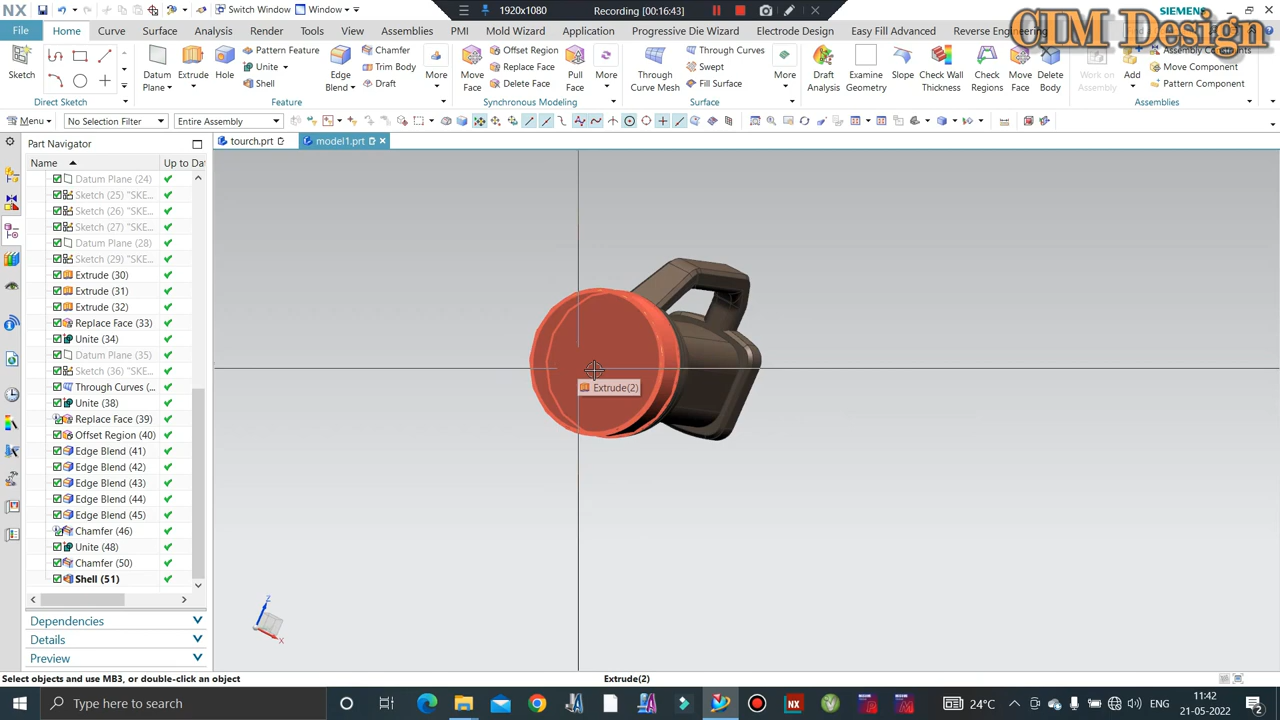 NX
Switch Window
Window
1920x1080
Recording [00:16:43]
SIEMENS
CIM Design
File
Home
Curve
Surface
Analysis
Render
Tools
View
Assemblies
PMI
Mold Wizard
Application
Progressive Die Wizard
Electrode Design
Easy Fill Advanced
Reverse Engineering
Sketch
Direct Sketch
Datum Plane
Extrude
Hole
Pattern Feature
Unite
Shell
Edge Blend
Chamfer
Trim Body
Draft
More
Feature
Move Face
Offset Region
Replace Face
Delete Face
Pull Face
More
Synchronous Modeling
Through Curve Mesh
Through Curves
Swept
Fill Surface
More
Surface
Draft Analysis
Examine Geometry
Slope
Check Wall Thickness
Check Regions
Move Face
Delete Body
Work on Assembly
Add
Assembly Constraints
Move Component
Pattern Component
Assemblies
Menu
No Selection Filter
Entire Assembly
Part Navigator
tourch.prt
model1.prt
Name
Up to Dat
Datum Plane (24)
Sketch (25) "SKE...
Sketch (26) "SKE...
Sketch (27) "SKE...
Datum Plane (28)
Sketch (29) "SKE...
Extrude (30)
Extrude (31)
Extrude (32)
Replace Face (33)
Unite (34)
Datum Plane (35)
Sketch (36) "SKE...
Through Curves (...
Unite (38)
Replace Face (39)
Offset Region (40)
Edge Blend (41)
Edge Blend (42)
Edge Blend (43)
Edge Blend (44)
Edge Blend (45)
Chamfer (46)
Unite (48)
Chamfer (50)
Shell (51)
Extrude(2)
Z
X
Dependencies
Details
Preview
Select objects and use MB3, or double-click an object
Extrude(2)
Type here to search
24°C
ENG
11:42
21-05-2022
2